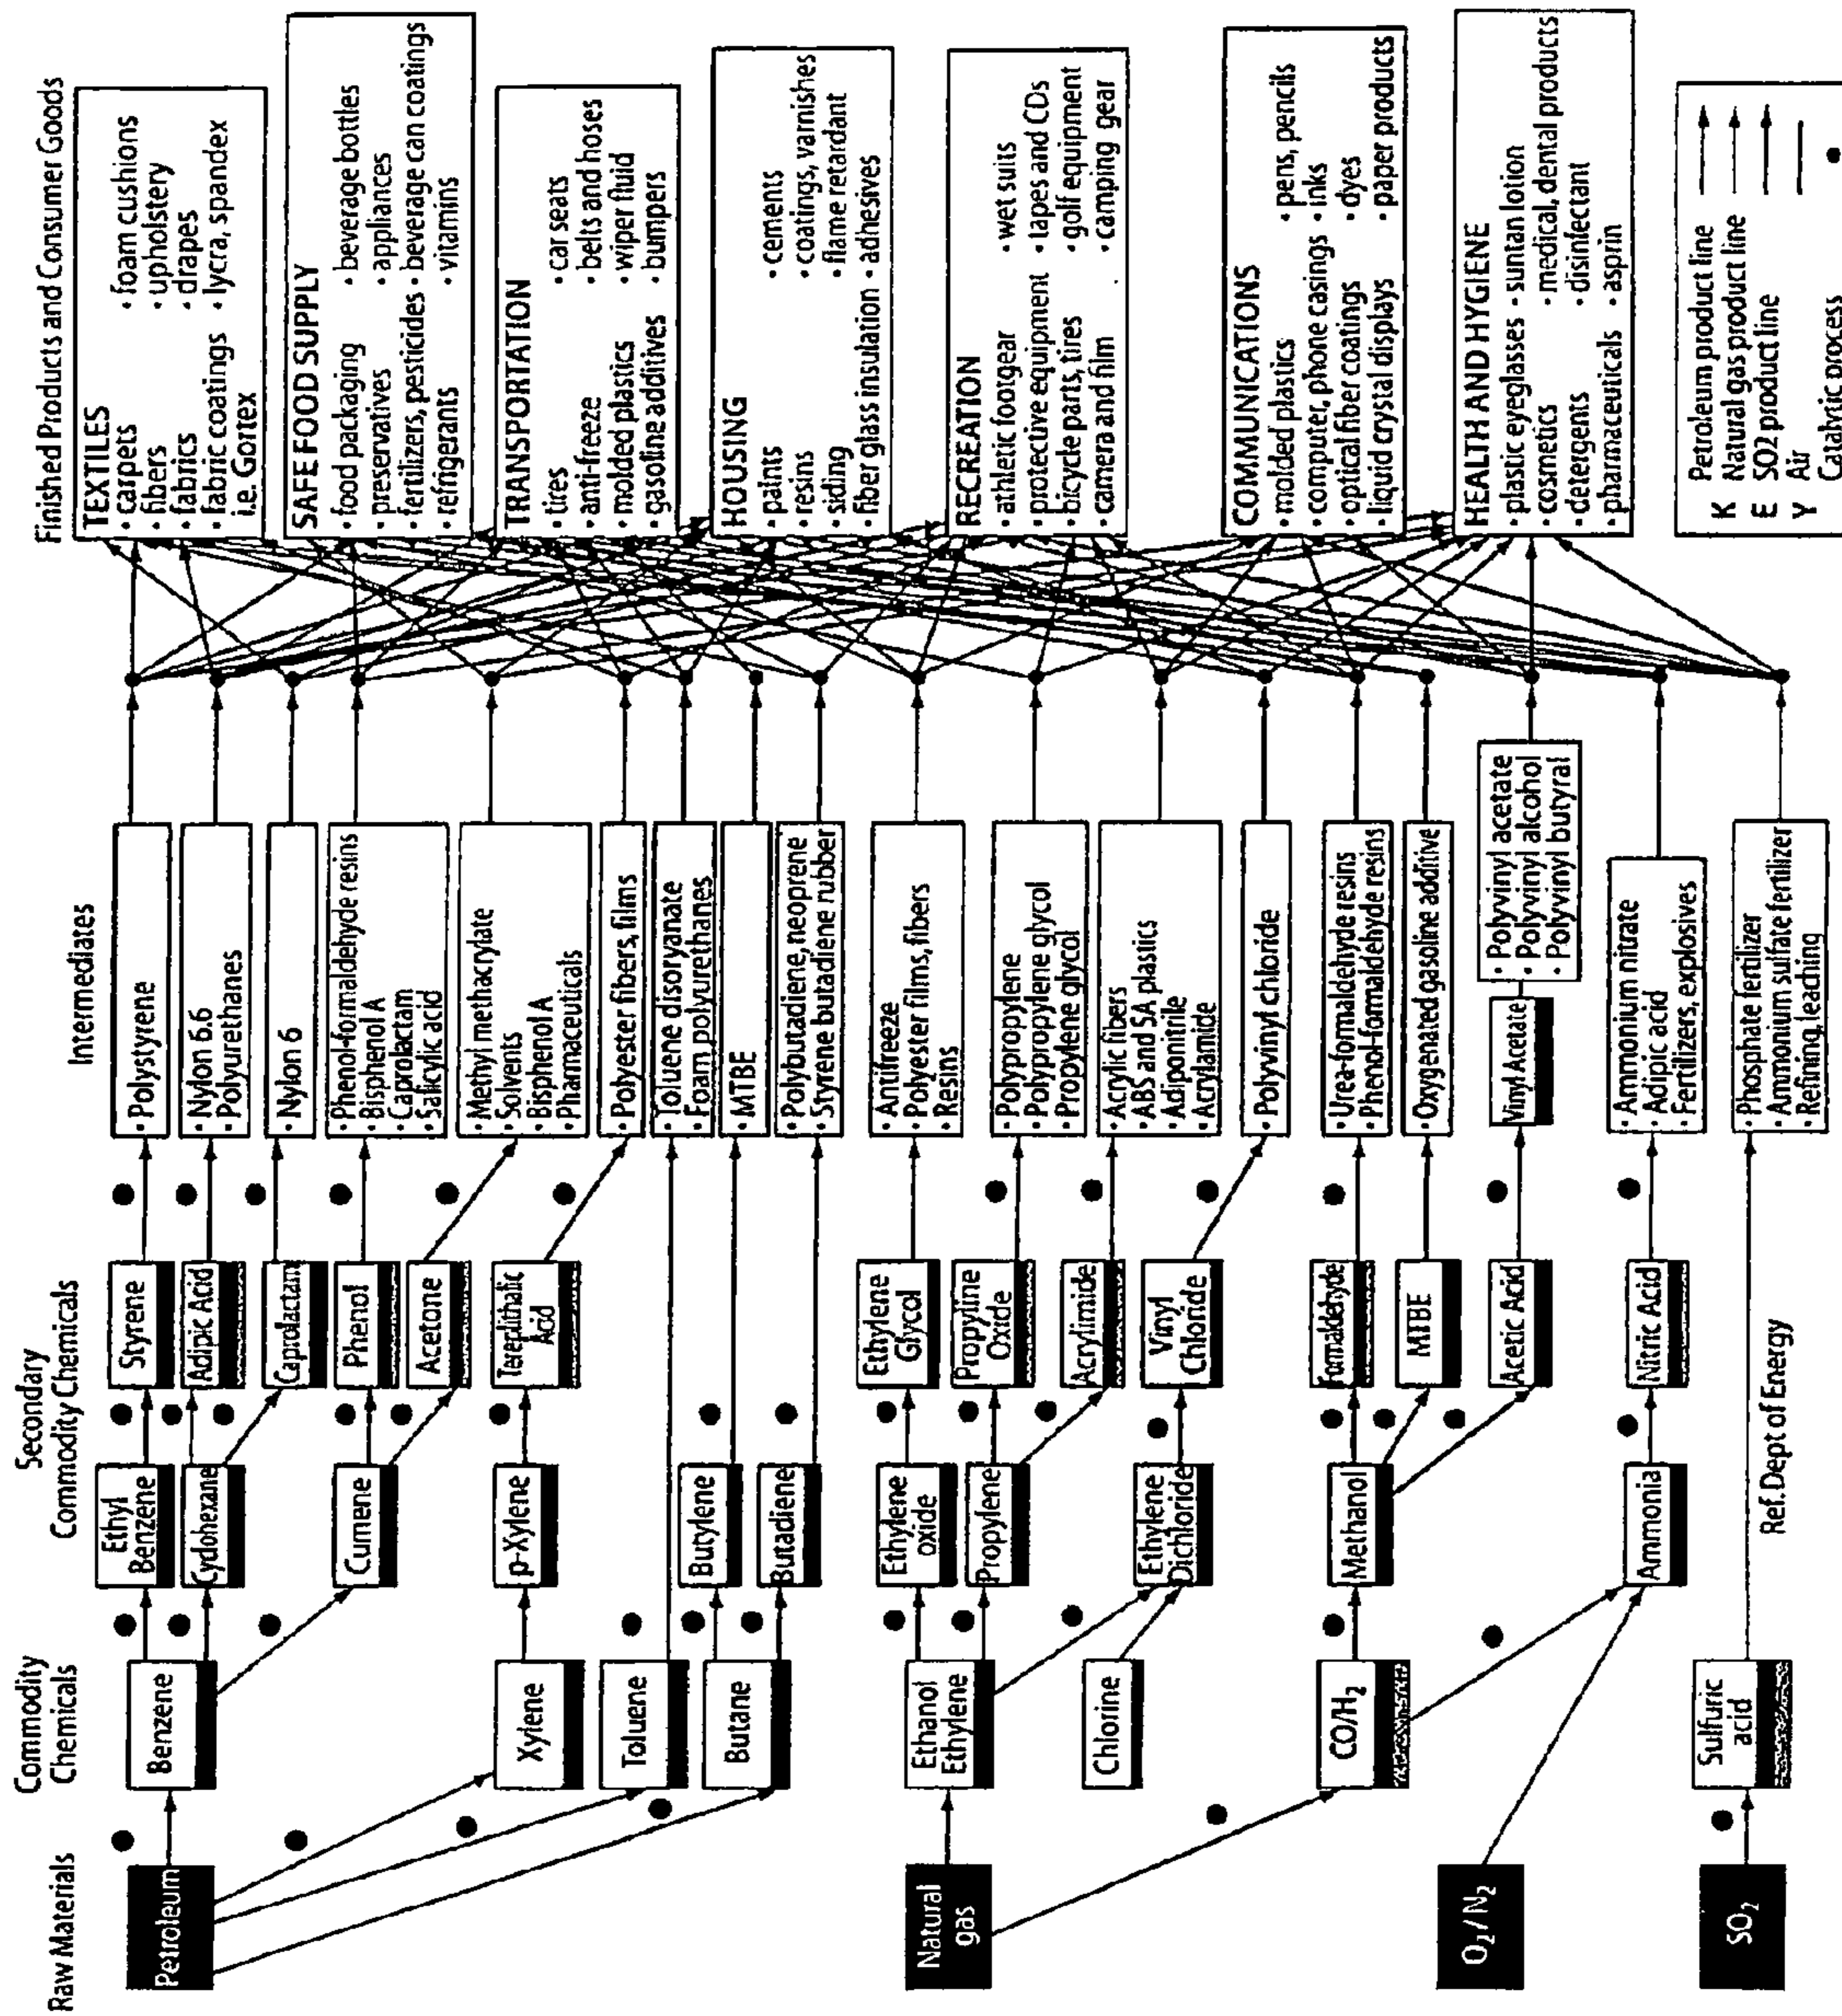 Raw Materials
Petroleum
Natural
gas
O₂/N₂
SO₂
Commodity
Chemicals
Benzene
Xylene
Toluene
Butane
Ethanol
Ethylene
Chlorine
CO/H₂
Sulfuric
acid
Secondary
Commodity Chemicals
Ethyl
Benzene
Cyclohexane
Cumene
p-Xylene
Butylene
Butadiene
Ethylene
oxide
Propylene
Ethylene
Dichloride
Methanol
Ammonia
Styrene
Adipic Acid
Caprolactam
Phenol
Acetone
Terepthalic
Acid
Ethylene
Glycol
Propyline
Oxide
Acrylimide
Vinyl
Chloride
Formaldehyde
MTBE
Acetic Acid
Nitric Acid
Ref. Dept of Energy
Intermediates
• Polystyrene
• Nylon 6.6
• Polyurethanes
• Nylon 6
• Phenol-formaldehyde resins
• Bisphenol A
• Caprolactam
• Salicylic acid
• Methyl methacrylate
• Solvents
• Bisphenol A
• Pharmaceuticals
• Polyester fibers, films
• Toluene disoryanate
• Foam polyurethanes
• MTBE
• Polybutadiene, neoprene
• Styrene butadiene rubber
• Antifreeze
• Polyester films, fibers
• Resins
• Polypropylene
• Polypropylene glycol
• Propylene glycol
• Acrylic fibers
• ABS and SA plastics
• Adiponitrile
• Acrylamide
• Polyvinyl chloride
• Urea-formaldehyde resins
• Phenol-formaldehyde resins
• Oxygenated gasoline additive
Vinyl Acetate
• Polyvinyl acetate
• Polyvinyl alcohol
• Polyvinyl butyral
• Ammonium nitrate
• Adipic acid
• Fertilizers, explosives
• Phosphate fertilizer
• Ammonium sulfate fertilizer
• Refining, leaching
Finished Products and Consumer Goods
TEXTILES
• carpets • foam cushions
• fibers • upholstery
• fabrics • drapes
• fabric coatings • lycra, spandex
i.e. Gortex
SAFE FOOD SUPPLY
• food packaging • beverage bottles
• preservatives • appliances
• fertilizers, pesticides • beverage can coatings
• refrigerants • vitamins
TRANSPORTATION
• tires • car seats
• anti-freeze • belts and hoses
• molded plastics • wiper fluid
• gasoline additives • bumpers
HOUSING
• paints • cements
• resins • coatings, varnishes
• siding • flame retardant
• fiber glass insulation • adhesives
RECREATION
• athletic footgear • wet suits
• protective equipment • tapes and CDs
• bicycle parts, tires • golf equipment
• camera and film • camping gear
COMMUNICATIONS
• molded plastics • pens, pencils
• computer, phone casings • inks
• optical fiber coatings • dyes
• liquid crystal displays • paper products
HEALTH AND HYGIENE
• plastic eyeglasses • suntan lotion
• cosmetics • medical, dental products
• detergents • disinfectant
• pharmaceuticals • asprin
K Petroleum product line
E Natural gas product line
Y SO2 product line
Air
Catalytic process